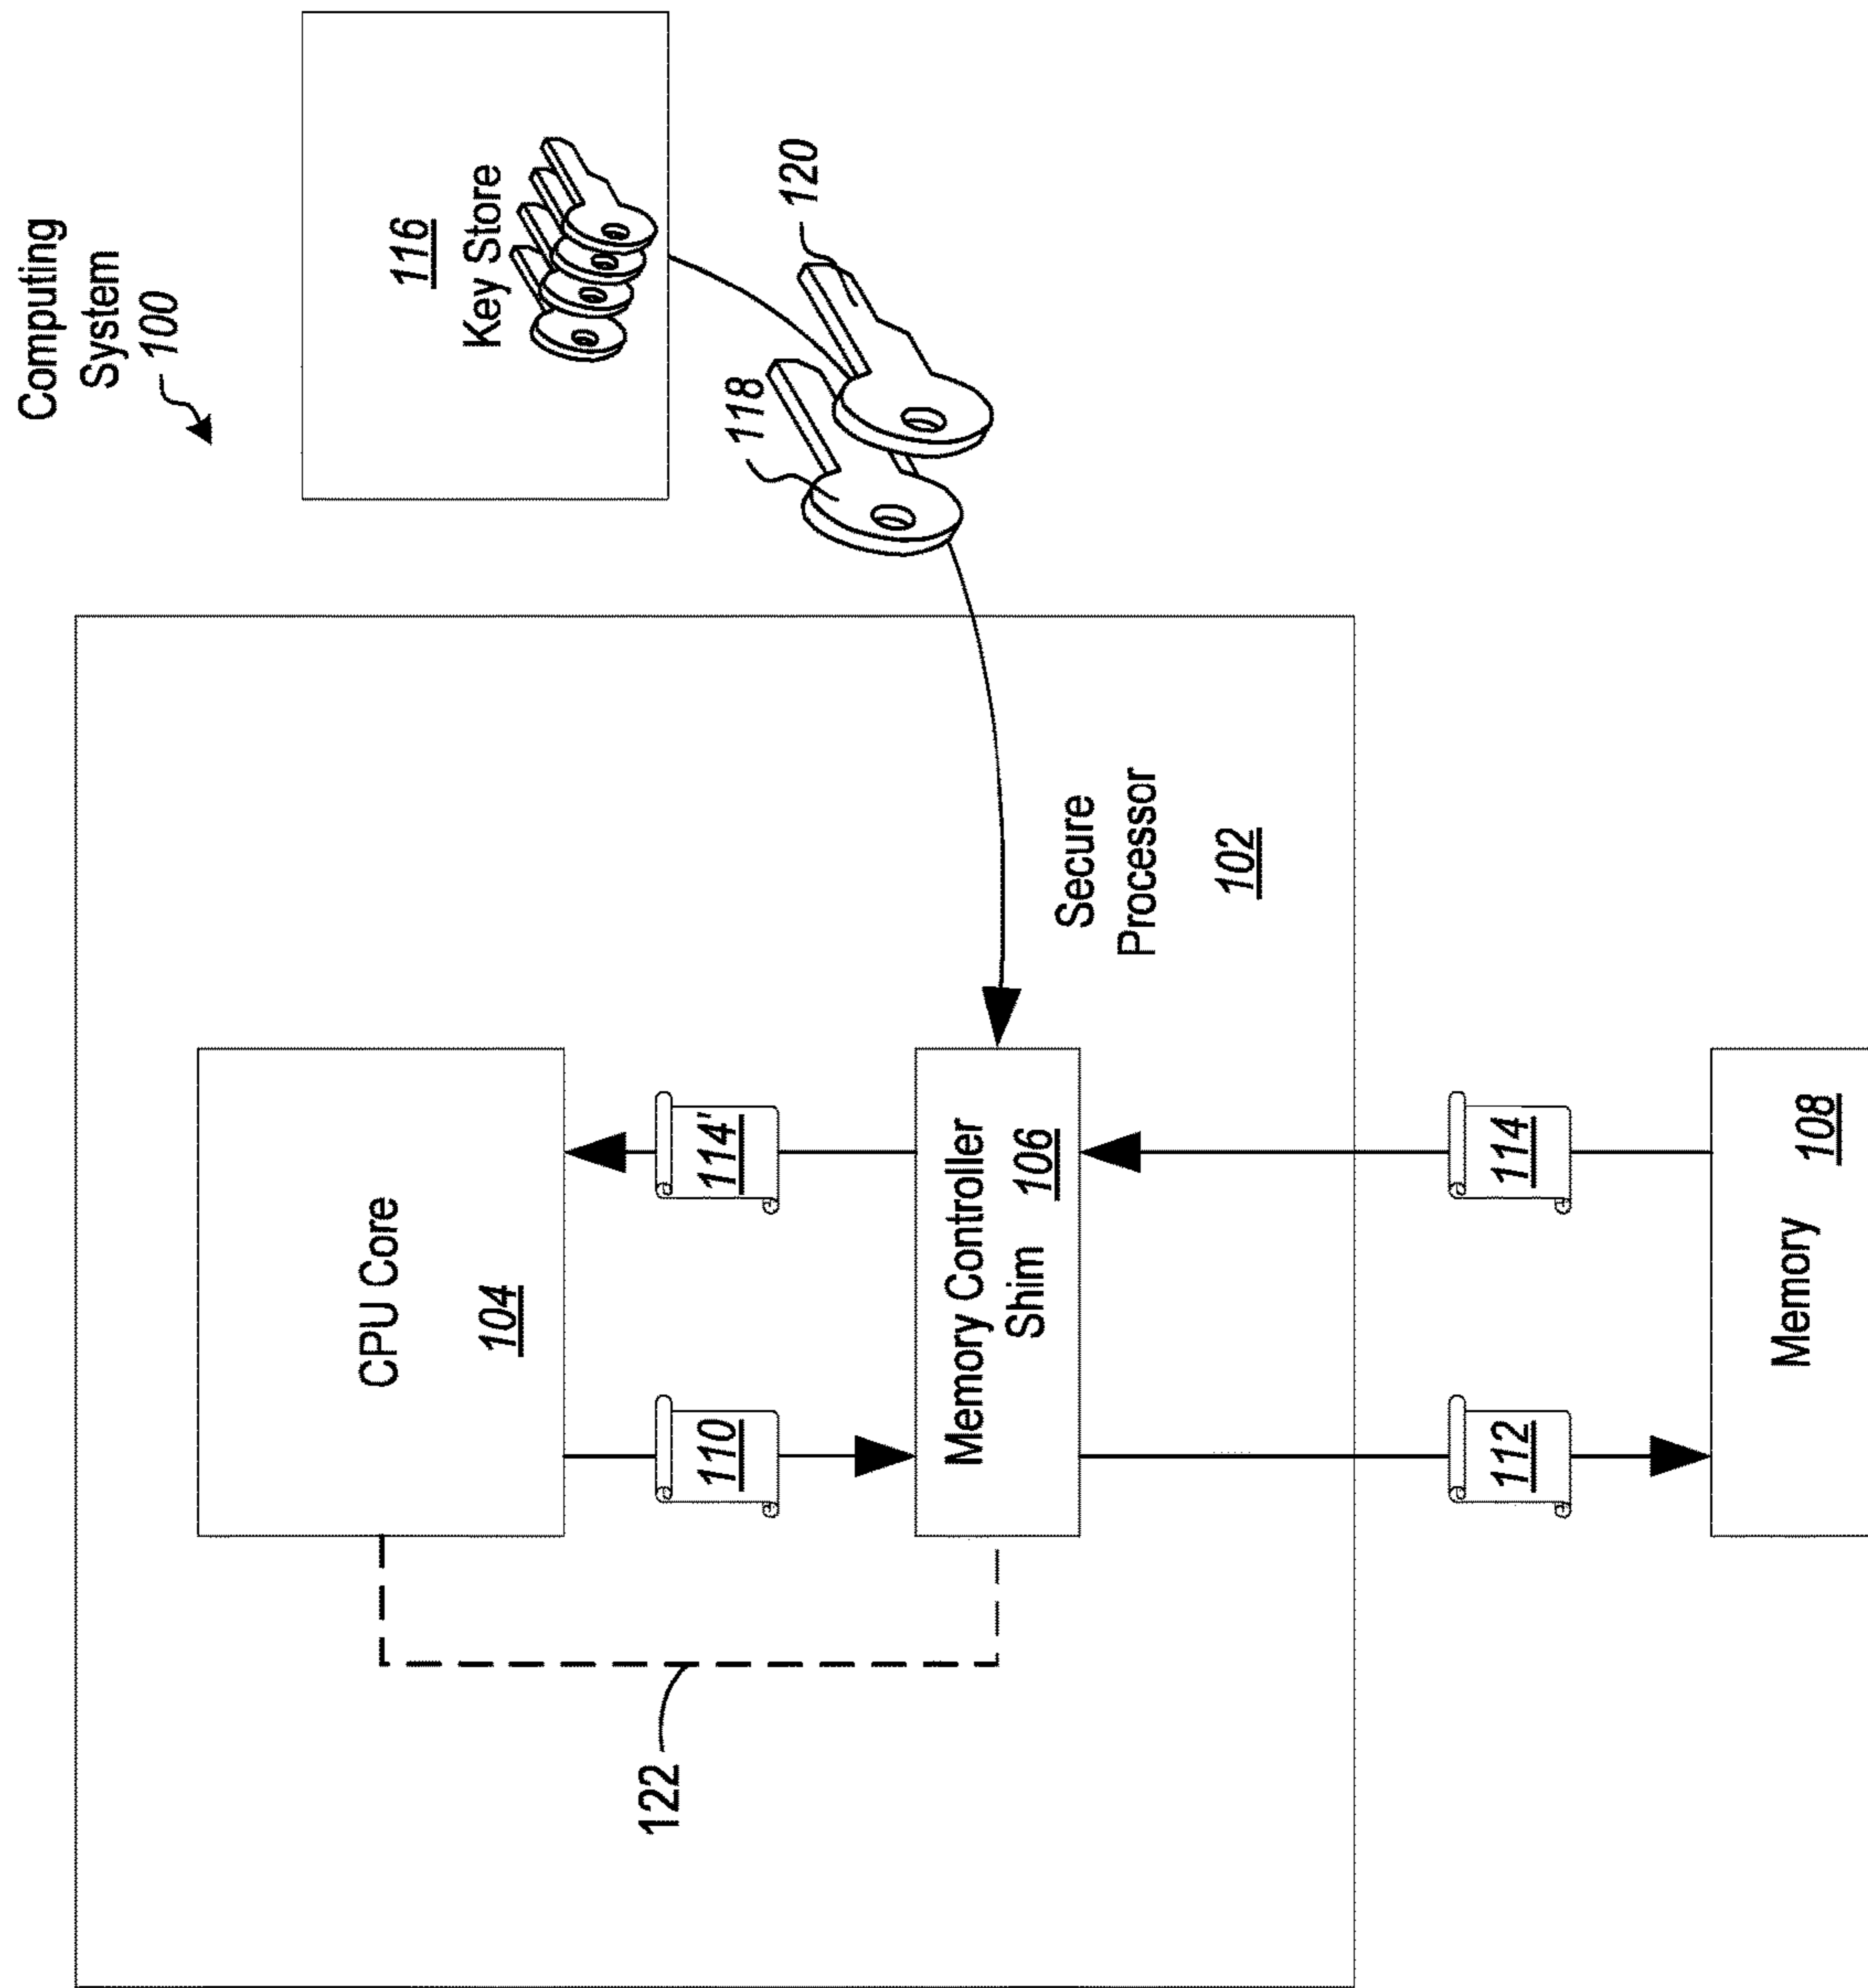 Computing
System
100
116
Key Store
118
120
CPU Core
104
110
114'
122
Memory Controller
Shim 106
Secure
Processor
102
112
114
Memory 108